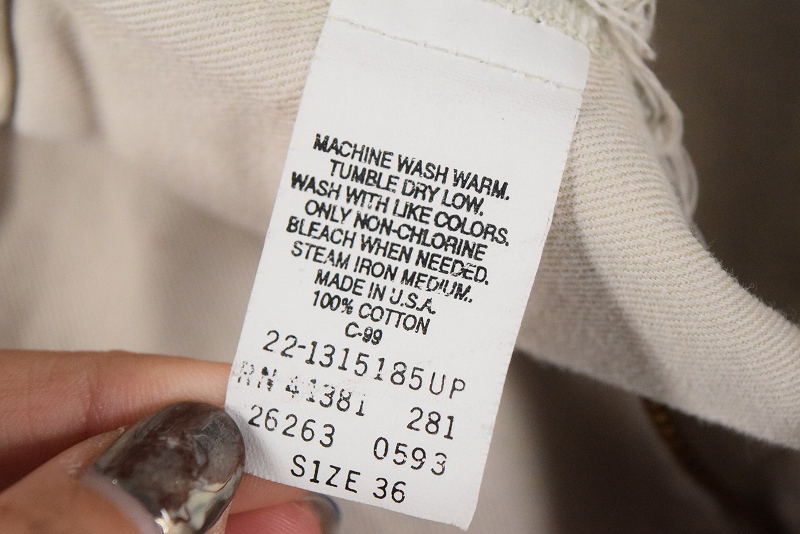 MACHINE WASH WARM.
TUMBLE DRY LOW.
WASH WITH LIKE COLORS.
ONLY NON-CHLORINE
BLEACH WHEN NEEDED.
STEAM IRON MEDIUM.
MADE IN U.S.A.
100% COTTON
C-99
22-1315185UP
RN 41381 281
26263 0593
SIZE 36